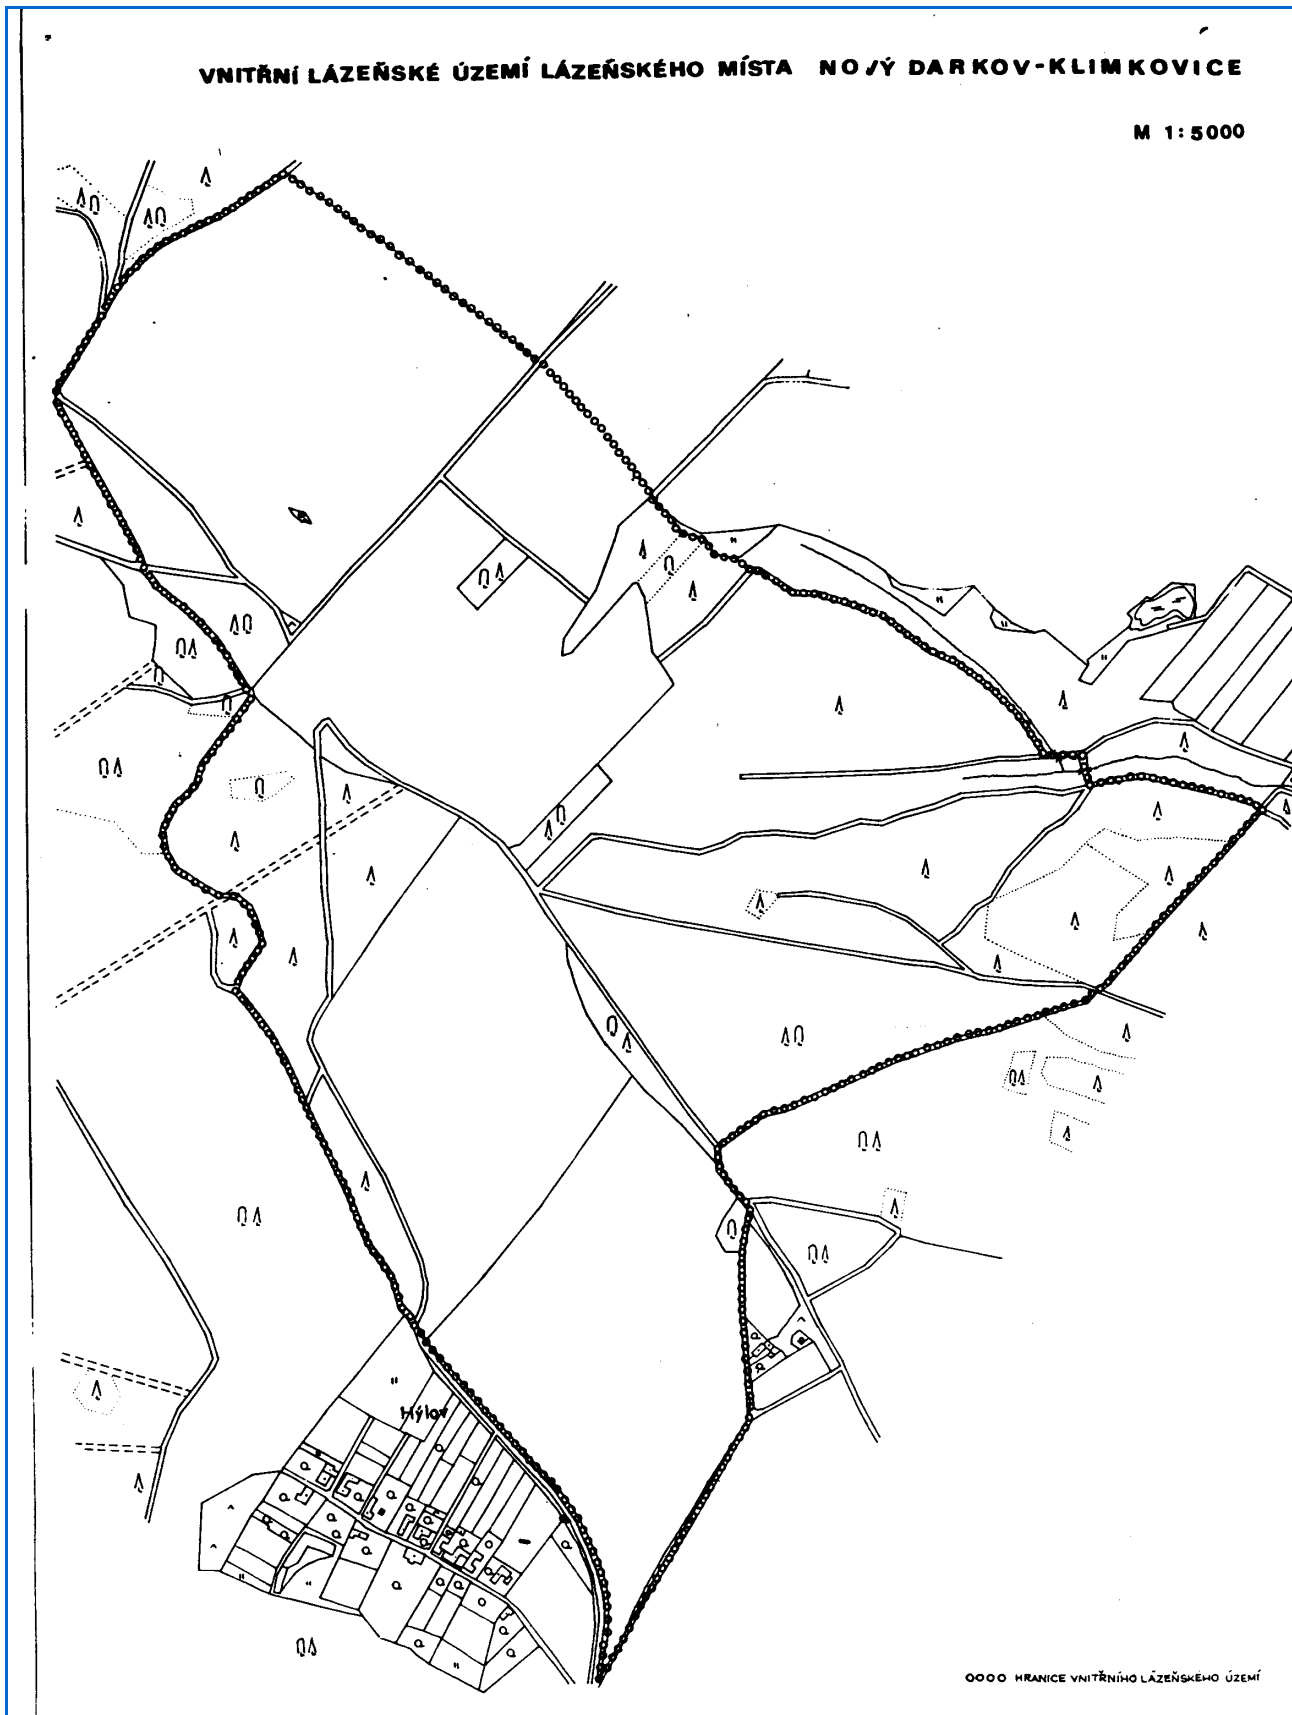 VNITŘNÍ LÁZEŇSKÉ ÚZEMÍ LÁZEŇSKÉHO MÍSTA NOVÝ DARKOV-KLIMKOVICE
M 1:5000
Hýlov
OOOO HRANICE VNITŘNÍHO LÁZEŇSKÉHO ÚZEMÍ